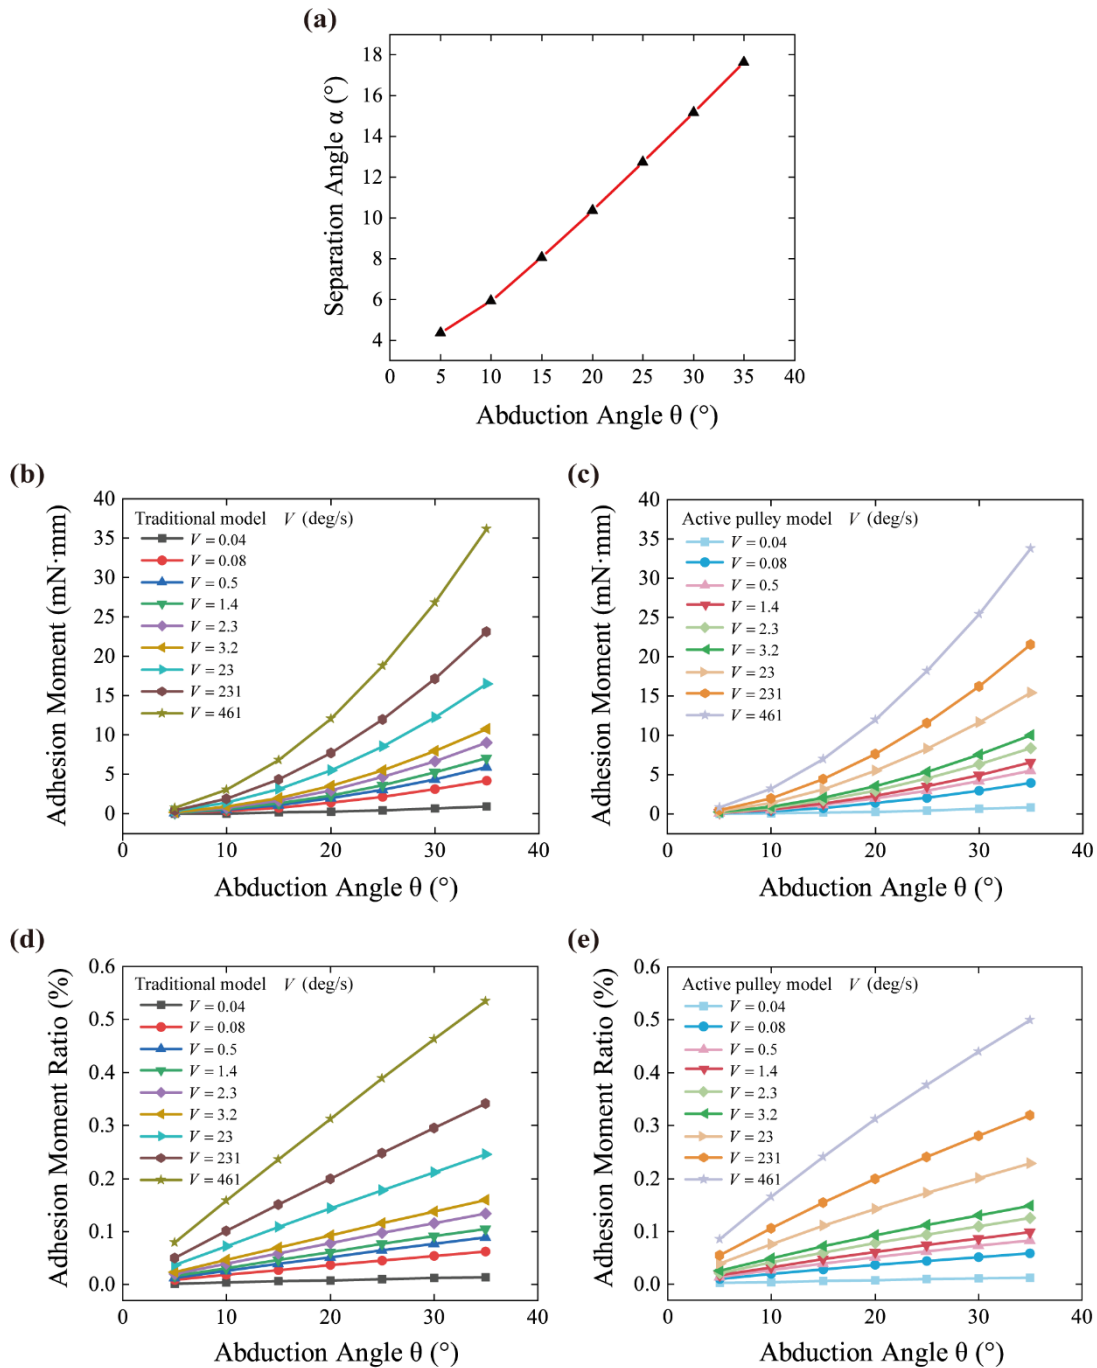 (a)
18
16
14
12
10
8
6
4
Separation Angle α (°)
0 5 10 15 20 25 30 35 40
Abduction Angle θ (°)
(b)
40
35
30
25
20
15
10
5
0
Adhesion Moment (mN·mm)
Traditional model V (deg/s)
V = 0.04
V = 0.08
V = 0.5
V = 1.4
V = 2.3
V = 3.2
V = 23
V = 231
V = 461
0 10 20 30 40
Abduction Angle θ (°)
(c)
40
35
30
25
20
15
10
5
0
Adhesion Moment (mN·mm)
Active pulley model V (deg/s)
V = 0.04
V = 0.08
V = 0.5
V = 1.4
V = 2.3
V = 3.2
V = 23
V = 231
V = 461
0 10 20 30 40
Abduction Angle θ (°)
(d)
0.6
0.5
0.4
0.3
0.2
0.1
0.0
Adhesion Moment Ratio (%)
Traditional model V (deg/s)
V = 0.04
V = 0.08
V = 0.5
V = 1.4
V = 2.3
V = 3.2
V = 23
V = 231
V = 461
0 10 20 30 40
Abduction Angle θ (°)
(e)
0.6
0.5
0.4
0.3
0.2
0.1
0.0
Adhesion Moment Ratio (%)
Active pulley model V (deg/s)
V = 0.04
V = 0.08
V = 0.5
V = 1.4
V = 2.3
V = 3.2
V = 23
V = 231
V = 461
0 10 20 30 40
Abduction Angle θ (°)